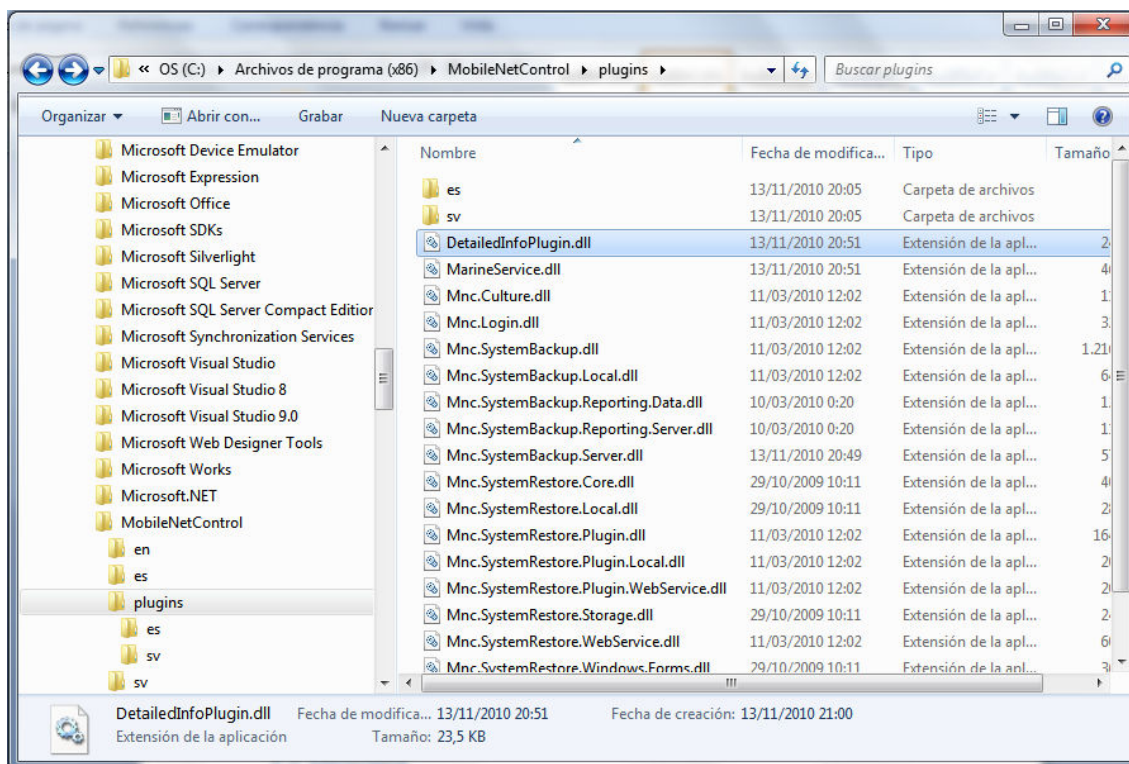 « OS (C:) Archivos de programa (x86) MobileNetControl plugins Buscar plugins
Organizar Abrir con... Grabar Nueva carpeta
Microsoft Device Emulator
Microsoft Expression
Microsoft Office
Microsoft SDKs
Microsoft Silverlight
Microsoft SQL Server
Microsoft SQL Server Compact Edition
Microsoft Synchronization Services
Microsoft Visual Studio
Microsoft Visual Studio 8
Microsoft Visual Studio 9.0
Microsoft Web Designer Tools
Microsoft Works
Microsoft.NET
MobileNetControl
en
es
plugins
es
sv
sv
Nombre Fecha de modifica... Tipo Tamaño
es 13/11/2010 20:05 Carpeta de archivos
sv 13/11/2010 20:05 Carpeta de archivos
DetailedInfoPlugin.dll 13/11/2010 20:51 Extensión de la apl...
MarineService.dll 13/11/2010 20:51 Extensión de la apl...
Mnc.Culture.dll 11/03/2010 12:02 Extensión de la apl...
Mnc.Login.dll 11/03/2010 12:02 Extensión de la apl...
Mnc.SystemBackup.dll 11/03/2010 12:02 Extensión de la apl...
Mnc.SystemBackup.Local.dll 11/03/2010 12:02 Extensión de la apl...
Mnc.SystemBackup.Reporting.Data.dll 10/03/2010 0:20 Extensión de la apl...
Mnc.SystemBackup.Reporting.Server.dll 10/03/2010 0:20 Extensión de la apl...
Mnc.SystemBackup.Server.dll 13/11/2010 20:49 Extensión de la apl...
Mnc.SystemRestore.Core.dll 29/10/2009 10:11 Extensión de la apl...
Mnc.SystemRestore.Local.dll 29/10/2009 10:11 Extensión de la apl...
Mnc.SystemRestore.Plugin.dll 11/03/2010 12:02 Extensión de la apl...
Mnc.SystemRestore.Plugin.Local.dll 11/03/2010 12:02 Extensión de la apl...
Mnc.SystemRestore.Plugin.WebService.dll 11/03/2010 12:02 Extensión de la apl...
Mnc.SystemRestore.Storage.dll 29/10/2009 10:11 Extensión de la apl...
Mnc.SystemRestore.WebService.dll 11/03/2010 12:02 Extensión de la apl...
Mnc.SystemRestore.Windows.Forms.dll 29/10/2009 10:11 Extensión de la apl...
DetailedInfoPlugin.dll Fecha de modifica... 13/11/2010 20:51 Fecha de creación: 13/11/2010 21:00
Extensión de la aplicación Tamaño: 23,5 KB